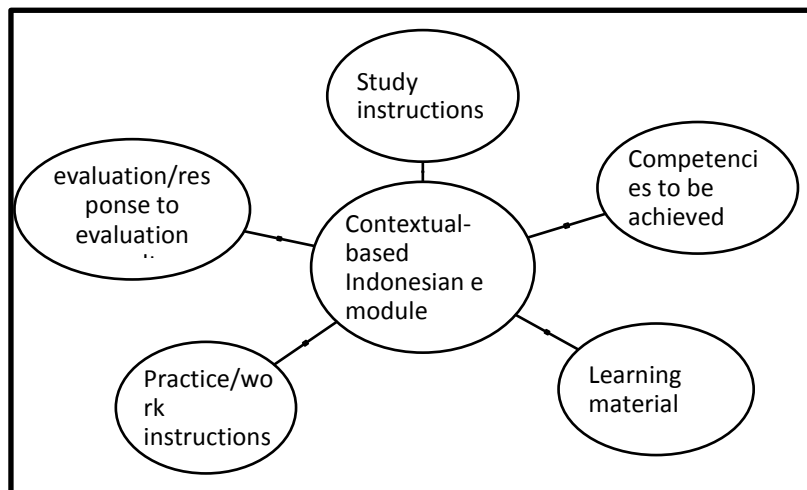 Study
instructions
Competenci
es to be
achieved
evaluation/res
ponse to
evaluation
Contextual-
based
Indonesian e
module
Learning
material
Practice/wo
rk
instructions